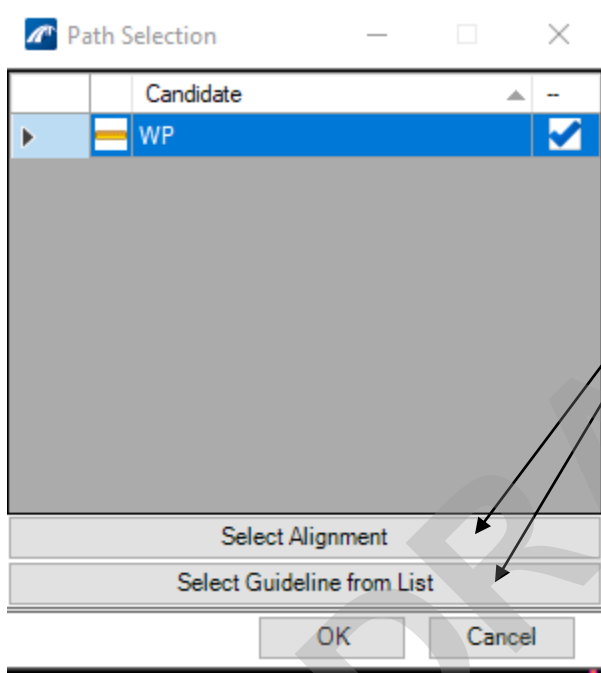 Path Selection
Candidate --
WP
Select Alignment
Select Guideline from List
OK Cancel